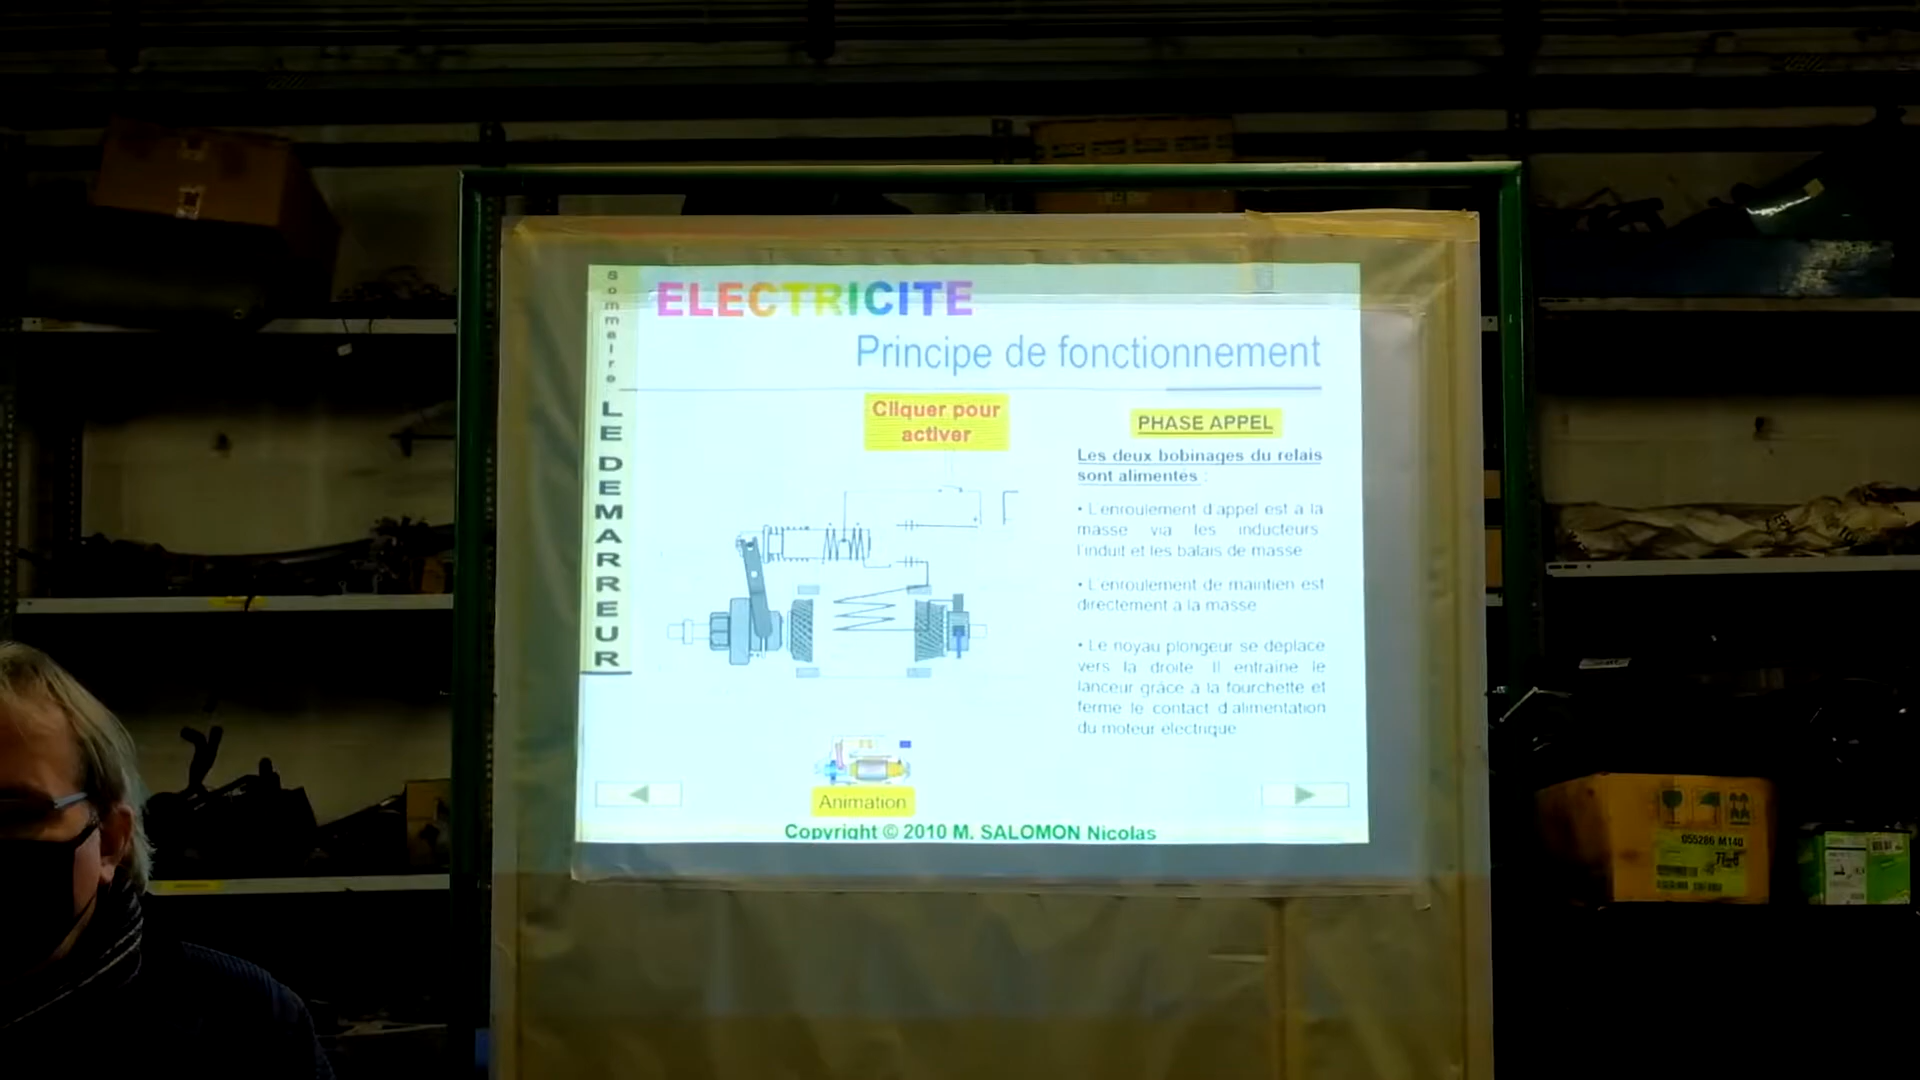 Sommaire
ELECTRICITE
Principe de fonctionnement
LE DEMARREUR
Cliquer pour
activer
PHASE APPEL
Les deux bobinages du relais
sont alimentés :
• L'enroulement d'appel est à la
masse via les inducteurs
l'induit et les balais de masse
• L'enroulement de maintien est
directement à la masse
• Le noyau plongeur se déplace
vers la droite. Il entraîne le
lanceur grâce à la fourchette et
ferme le contact d'alimentation
du moteur électrique
Animation
Copyright © 2010 M. SALOMON Nicolas
055286 M140